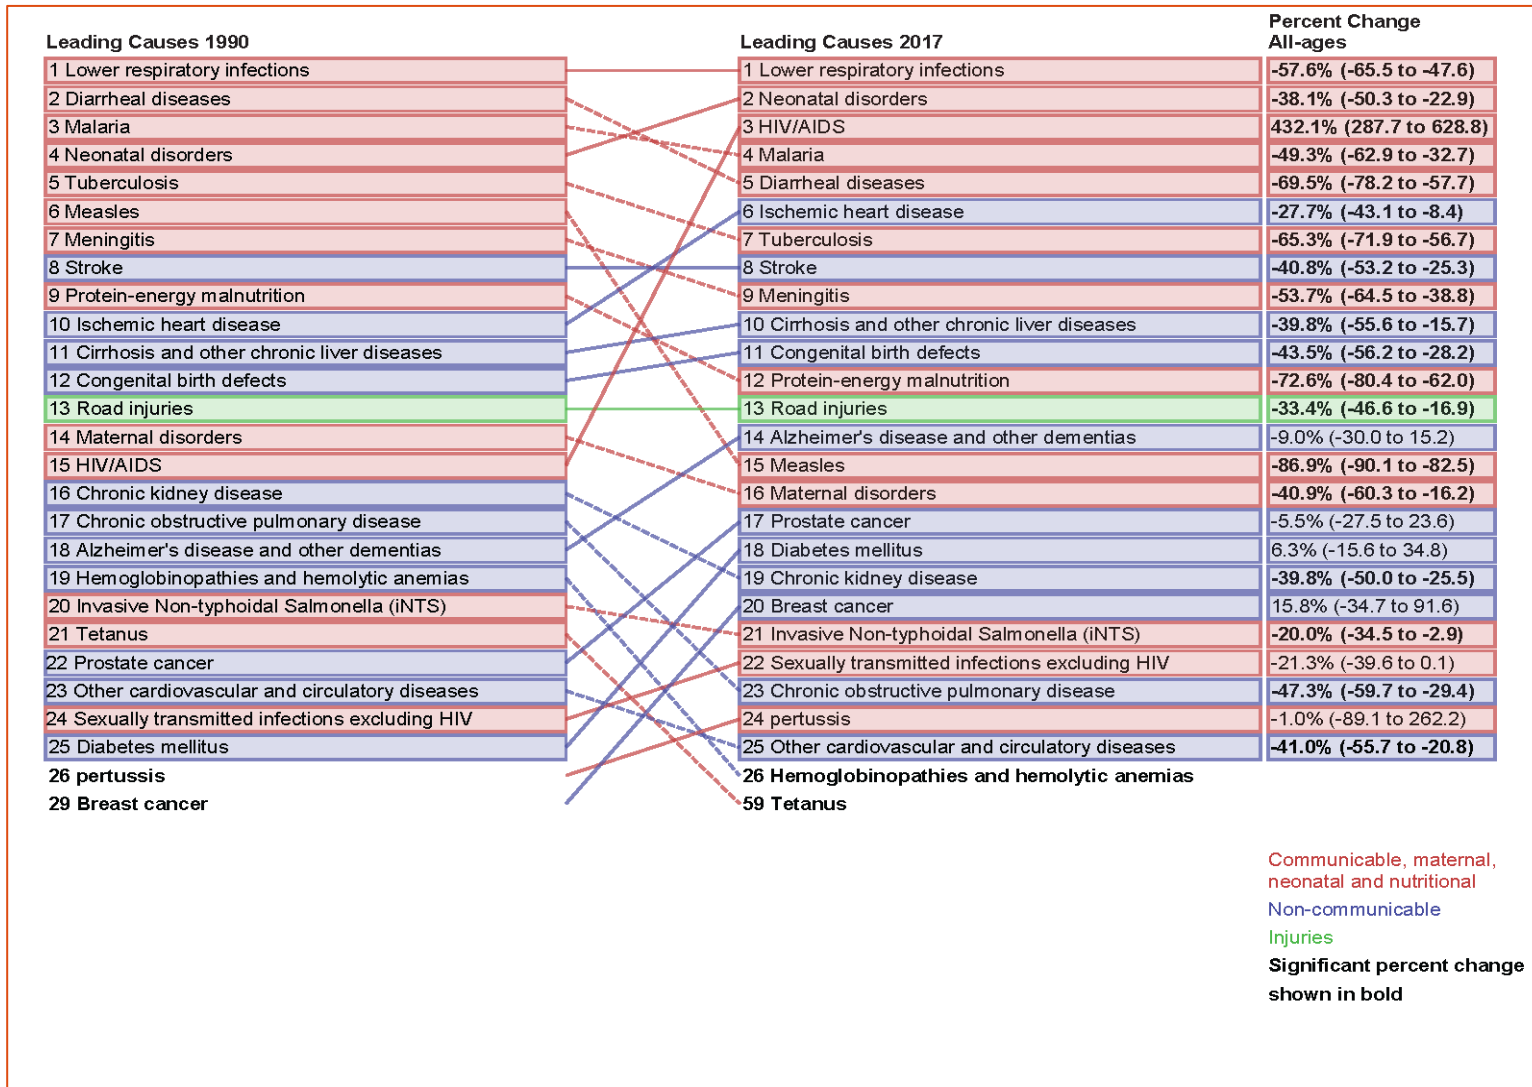 Leading Causes 1990
1 Lower respiratory infections
2 Diarrheal diseases
3 Malaria
4 Neonatal disorders
5 Tuberculosis
6 Measles
7 Meningitis
8 Stroke
9 Protein-energy malnutrition
10 Ischemic heart disease
11 Cirrhosis and other chronic liver diseases
12 Congenital birth defects
13 Road injuries
14 Maternal disorders
15 HIV/AIDS
16 Chronic kidney disease
17 Chronic obstructive pulmonary disease
18 Alzheimer's disease and other dementias
19 Hemoglobinopathies and hemolytic anemias
20 Invasive Non-typhoidal Salmonella (iNTS)
21 Tetanus
22 Prostate cancer
23 Other cardiovascular and circulatory diseases
24 Sexually transmitted infections excluding HIV
25 Diabetes mellitus
26 pertussis
29 Breast cancer
Leading Causes 2017
1 Lower respiratory infections
2 Neonatal disorders
3 HIV/AIDS
4 Malaria
5 Diarrheal diseases
6 Ischemic heart disease
7 Tuberculosis
8 Stroke
9 Meningitis
10 Cirrhosis and other chronic liver diseases
11 Congenital birth defects
12 Protein-energy malnutrition
13 Road injuries
14 Alzheimer's disease and other dementias
15 Measles
16 Maternal disorders
17 Prostate cancer
18 Diabetes mellitus
19 Chronic kidney disease
20 Breast cancer
21 Invasive Non-typhoidal Salmonella (iNTS)
22 Sexually transmitted infections excluding HIV
23 Chronic obstructive pulmonary disease
24 pertussis
25 Other cardiovascular and circulatory diseases
26 Hemoglobinopathies and hemolytic anemias
59 Tetanus
Percent Change
All-ages
-57.6% (-65.5 to -47.6)
-38.1% (-50.3 to -22.9)
432.1% (287.7 to 628.8)
-49.3% (-62.9 to -32.7)
-69.5% (-78.2 to -57.7)
-27.7% (-43.1 to -8.4)
-65.3% (-71.9 to -56.7)
-40.8% (-53.2 to -25.3)
-53.7% (-64.5 to -38.8)
-39.8% (-55.6 to -15.7)
-43.5% (-56.2 to -28.2)
-72.6% (-80.4 to -62.0)
-33.4% (-46.6 to -16.9)
-9.0% (-30.0 to 15.2)
-86.9% (-90.1 to -82.5)
-40.9% (-60.3 to -16.2)
-5.5% (-27.5 to 23.6)
6.3% (-15.6 to 34.8)
-39.8% (-50.0 to -25.5)
15.8% (-34.7 to 91.6)
-20.0% (-34.5 to -2.9)
-21.3% (-39.6 to 0.1)
-47.3% (-59.7 to -29.4)
-1.0% (-89.1 to 262.2)
-41.0% (-55.7 to -20.8)
Communicable, maternal,
neonatal and nutritional
Non-communicable
Injuries
Significant percent change
shown in bold